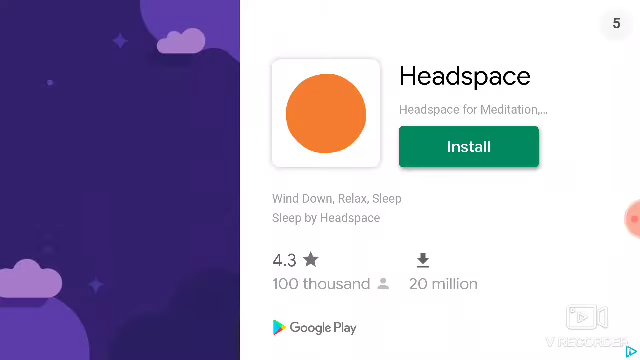 5
Headspace
Headspace for Meditation,...
Install
Wind Down, Relax, Sleep
Sleep by Headspace
4.3
100 thousand
20 million
Google Play
V RECORDER